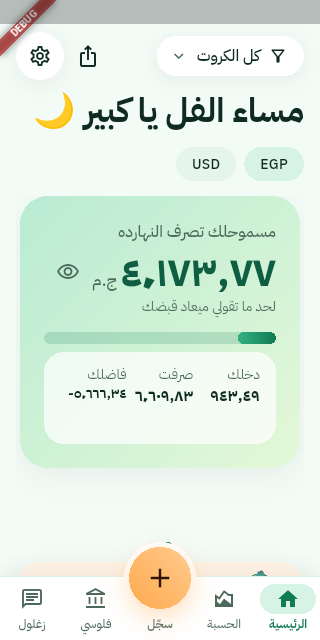 DEBUG
كل الكروت
مساء الفل يا كبير 🌙
EGP USD
مسموحلك تصرف النهارده
٤,١٧٣,٧٧ ج.م
لحد ما تقولي ميعاد قبضك
دخلك صرفت فاضلك
٩٤٣,٤٩ ٦,٦٠٩,٨٣ -٥,٦٦٦,٣٤
الرئيسية الحسبة سجّل فلوسي زغلول